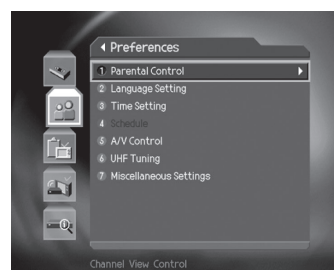 Preferences
1 Parental Control
2 Language Setting
3 Time Setting
4 Schedule
5 A/V Control
6 UHF Tuning
7 Miscellaneous Settings
Channel View Control